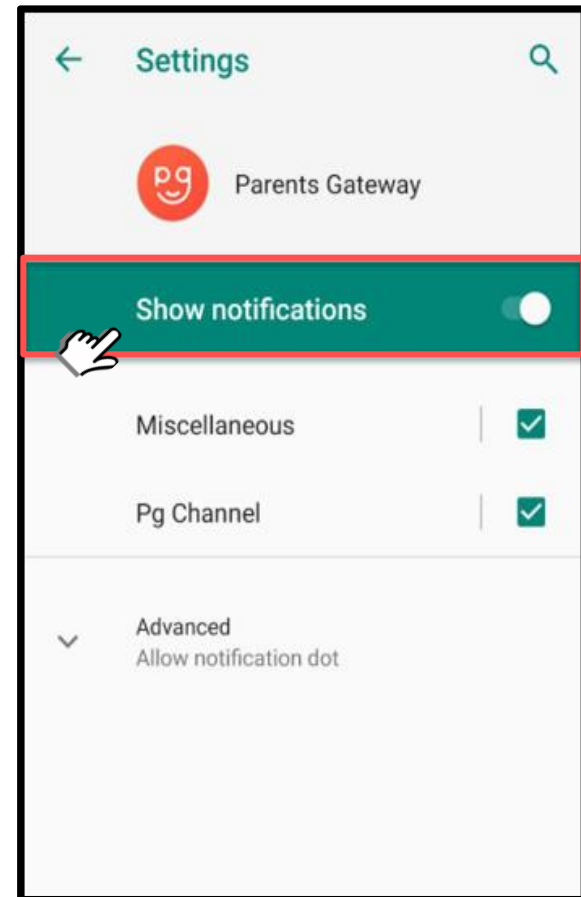 Settings
pg
Parents Gateway
Show notifications
Miscellaneous
Pg Channel
Advanced
Allow notification dot